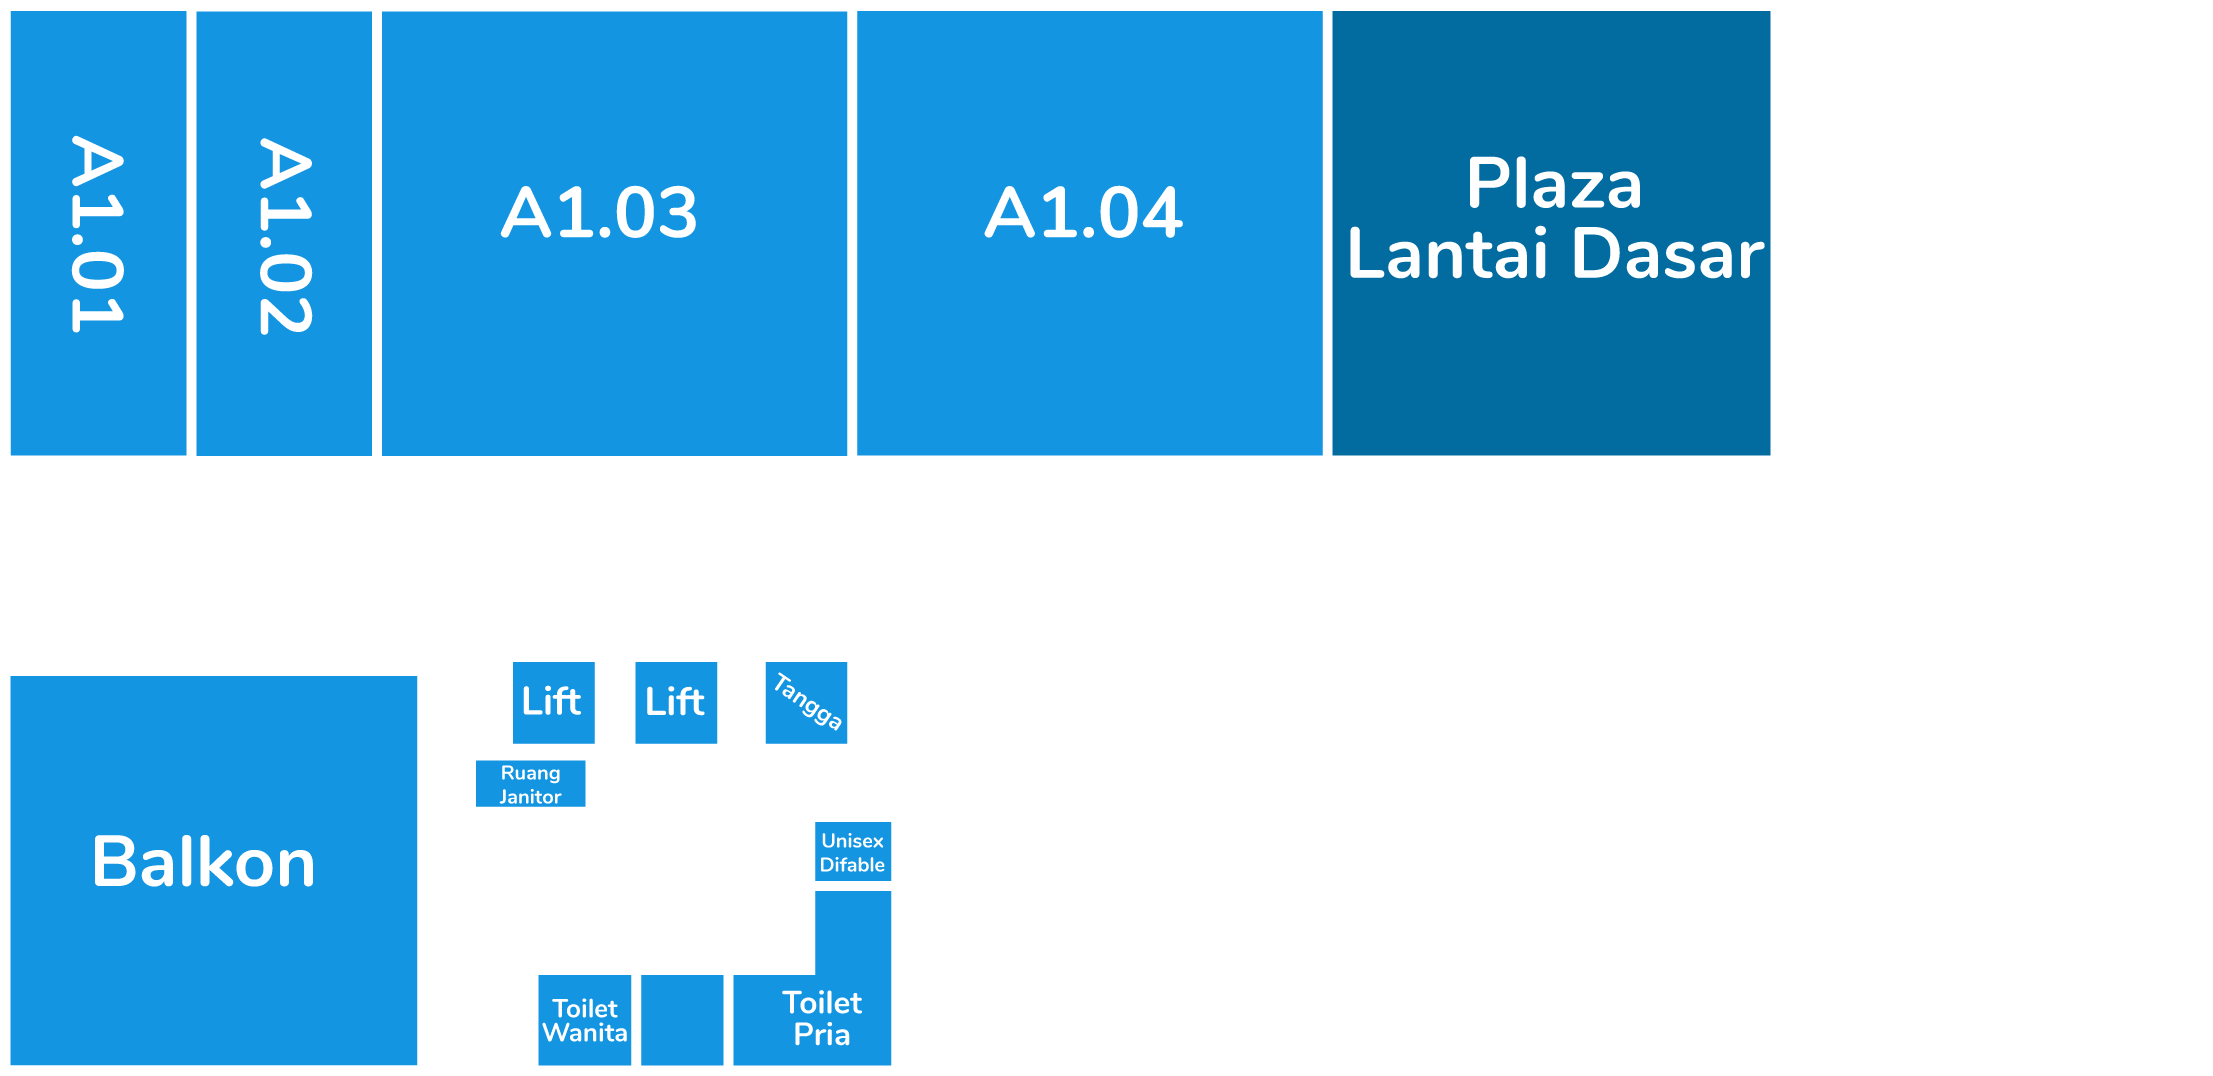 A1.01
A1.02
A1.03
A1.04
Plaza
Lantai Dasar
Balkon
Lift
Lift
Tangga
Ruang
Janitor
Unisex
Difable
Toilet
Wanita
Toilet
Pria